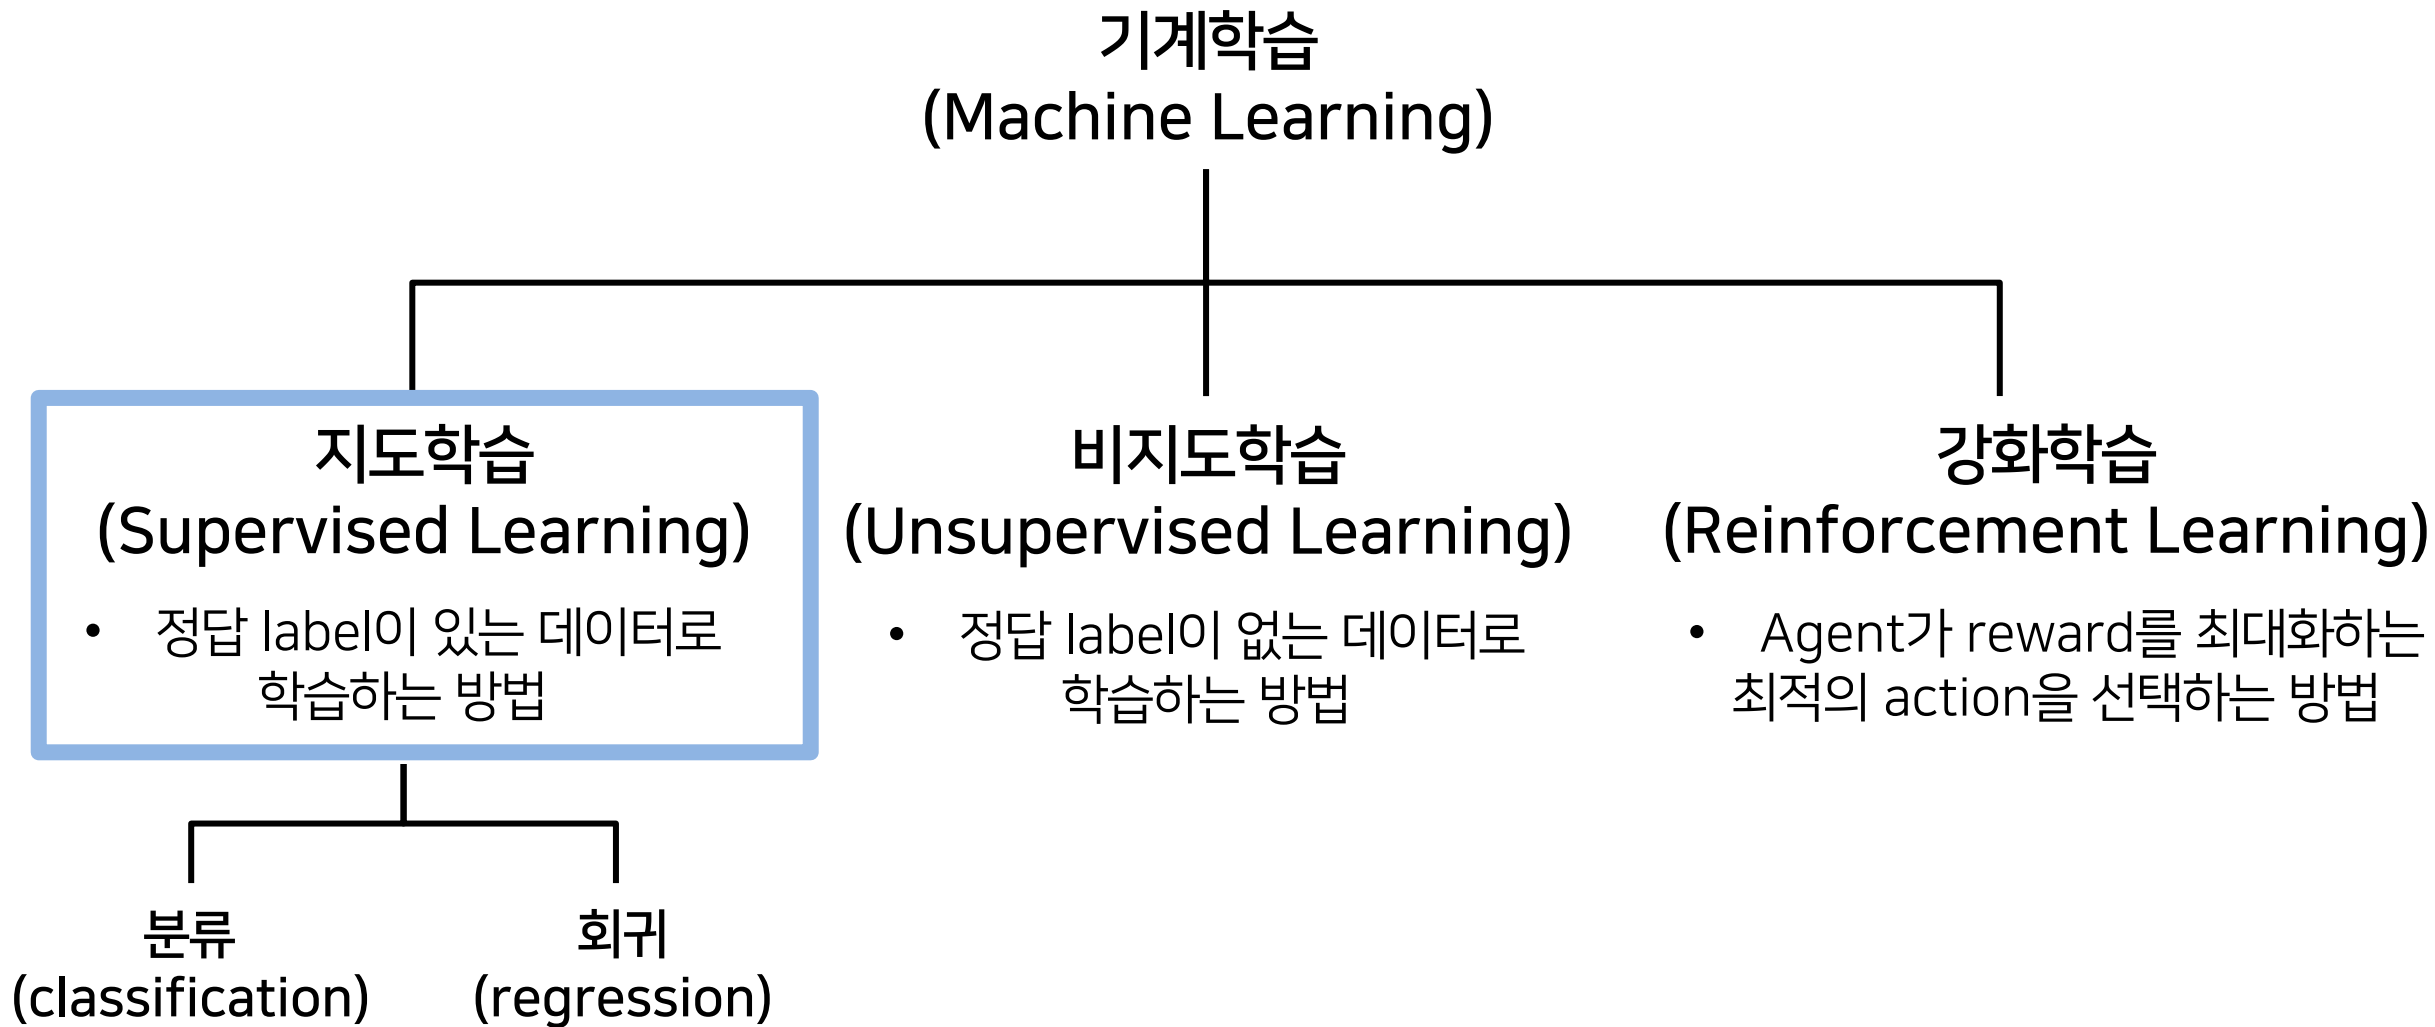 기계학습
(Machine Learning)
지도학습
(Supervised Learning)
• 정답 label이 있는 데이터로
학습하는 방법
비지도학습
(Unsupervised Learning)
• 정답 label이 없는 데이터로
학습하는 방법
강화학습
(Reinforcement Learning)
• Agent가 reward를 최대화하는
최적의 action을 선택하는 방법
분류
(classification)
회귀
(regression)